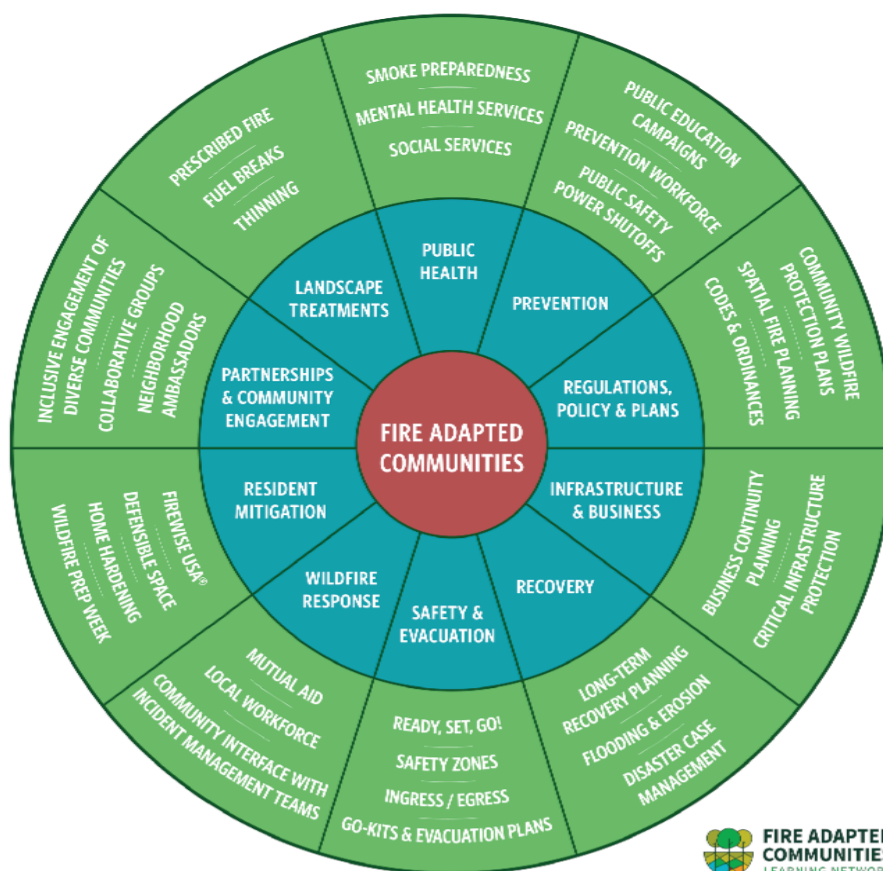 FIRE ADAPTED
COMMUNITIES
PUBLIC
HEALTH
SMOKE PREPAREDNESS
MENTAL HEALTH SERVICES
SOCIAL SERVICES
PREVENTION
PUBLIC EDUCATION
CAMPAIGNS
PREVENTION WORKFORCE
PUBLIC SAFETY
POWER SHUTOFFS
REGULATIONS,
POLICY & PLANS
COMMUNITY WILDFIRE
PROTECTION PLANS
SPATIAL FIRE PLANNING
CODES & ORDINANCES
INFRASTRUCTURE
& BUSINESS
BUSINESS CONTINUITY
PLANNING
CRITICAL INFRASTRUCTURE
PROTECTION
RECOVERY
LONG-TERM
RECOVERY PLANNING
FLOODING & EROSION
DISASTER CASE
MANAGEMENT
SAFETY &
EVACUATION
READY, SET, GO!
SAFETY ZONES
INGRESS / EGRESS
GO-KITS & EVACUATION PLANS
WILDFIRE
RESPONSE
MUTUAL AID
LOCAL WORKFORCE
COMMUNITY INTERFACE WITH
INCIDENT MANAGEMENT TEAMS
RESIDENT
MITIGATION
FIREWISE USA®
DEFENSIBLE SPACE
HOME HARDENING
WILDFIRE PREP WEEK
PARTNERSHIPS
& COMMUNITY
ENGAGEMENT
INCLUSIVE ENGAGEMENT OF
DIVERSE COMMUNITIES
COLLABORATIVE GROUPS
NEIGHBORHOOD
AMBASSADORS
LANDSCAPE
TREATMENTS
PRESCRIBED FIRE
FUEL BREAKS
THINNING
FIRE ADAPTED
COMMUNITIES
LEARNING NETWORK